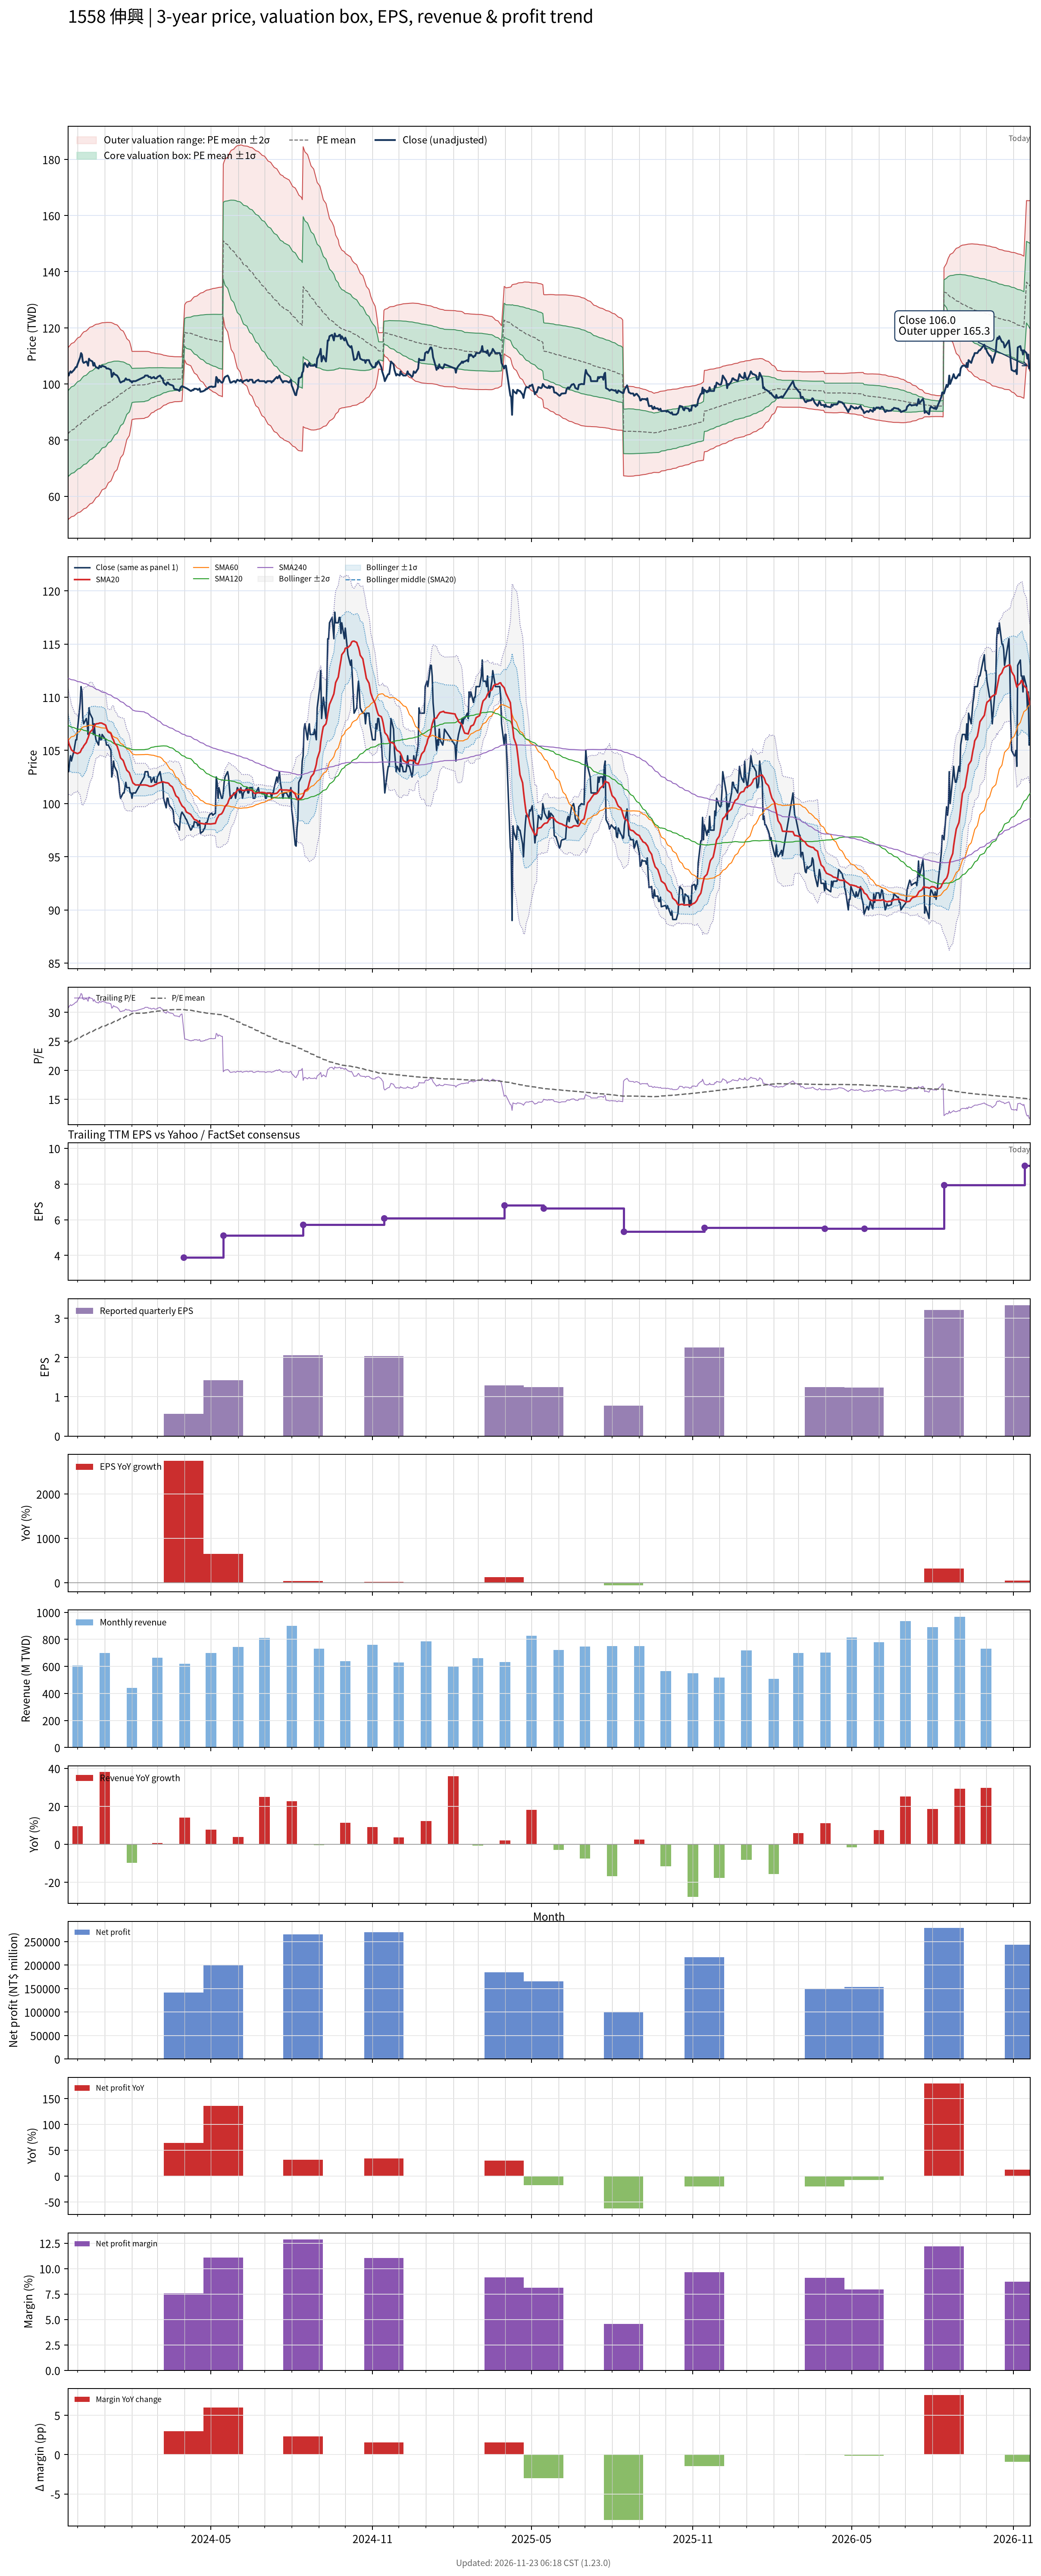 1558 伸興 | 3-year price, valuation box, EPS, revenue & profit trend
Outer valuation range: PE mean ±2σ
Core valuation box: PE mean ±1σ
PE mean
Close (unadjusted)
Today
180
160
140
120
100
80
60
Price (TWD)
Close 106.0
Outer upper 165.3
Close (same as panel 1)
SMA20
SMA60
SMA120
SMA240
Bollinger ±2σ
Bollinger ±1σ
Bollinger middle (SMA20)
120
115
110
105
100
95
90
85
Price
Trailing P/E
P/E mean
30
25
20
15
P/E
Trailing TTM EPS vs Yahoo / FactSet consensus
Today
10
8
6
4
EPS
Reported quarterly EPS
3
2
1
0
EPS
EPS YoY growth
2000
1000
0
YoY (%)
Monthly revenue
1000
800
600
400
200
0
Revenue (M TWD)
Revenue YoY growth
40
20
0
-20
YoY (%)
Month
Net profit
250000
200000
150000
100000
50000
0
Net profit (NT$ million)
Net profit YoY
150
100
50
0
-50
YoY (%)
Net profit margin
12.5
10.0
7.5
5.0
2.5
0.0
Margin (%)
Margin YoY change
5
0
-5
Δ margin (pp)
2024-05
2024-11
2025-05
2025-11
2026-05
2026-11
Updated: 2026-11-23 06:18 CST (1.23.0)